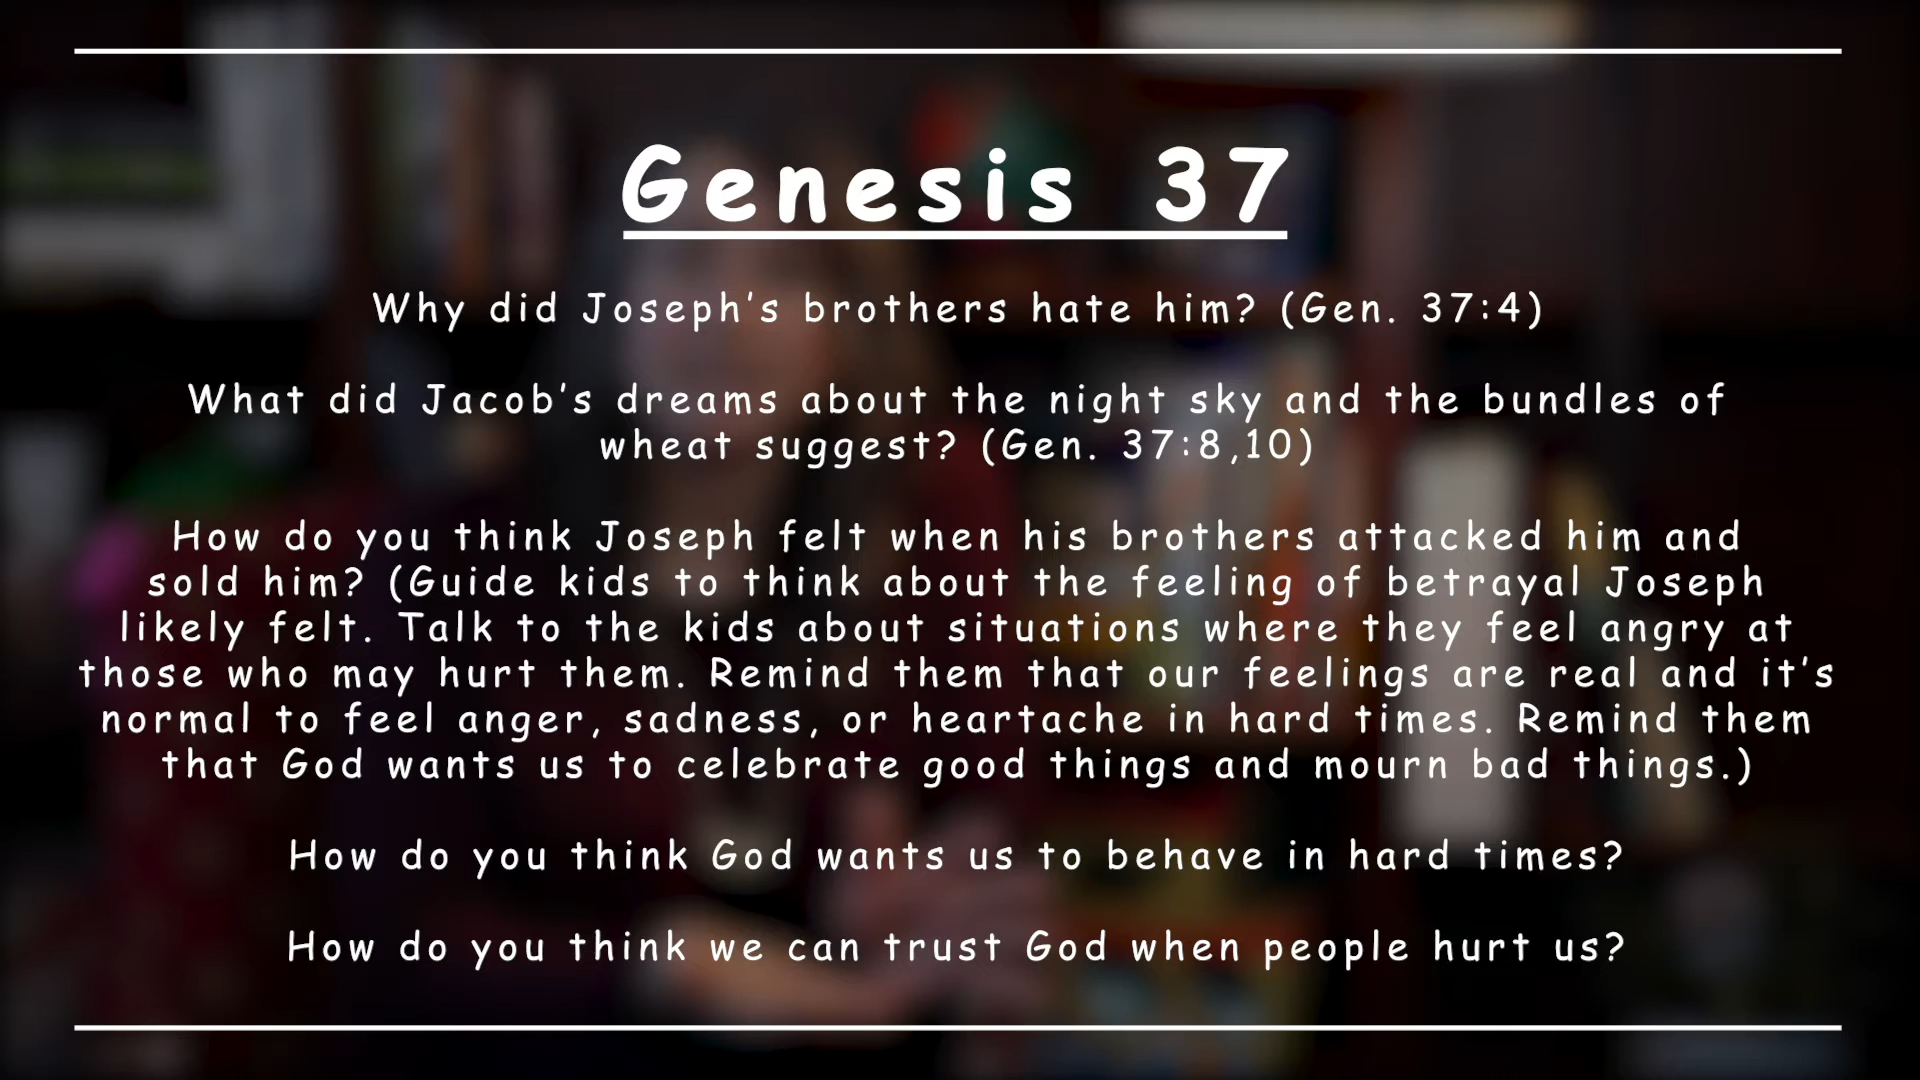 Genesis 37
Why did Joseph's brothers hate him? (Gen. 37:4)
What did Jacob's dreams about the night sky and the bundles of
wheat suggest? (Gen. 37:8,10)
How do you think Joseph felt when his brothers attacked him and
sold him? (Guide kids to think about the feeling of betrayal Joseph
likely felt. Talk to the kids about situations where they feel angry at
those who may hurt them. Remind them that our feelings are real and it's
normal to feel anger, sadness, or heartache in hard times. Remind them
that God wants us to celebrate good things and mourn bad things.)
How do you think God wants us to behave in hard times?
How do you think we can trust God when people hurt us?